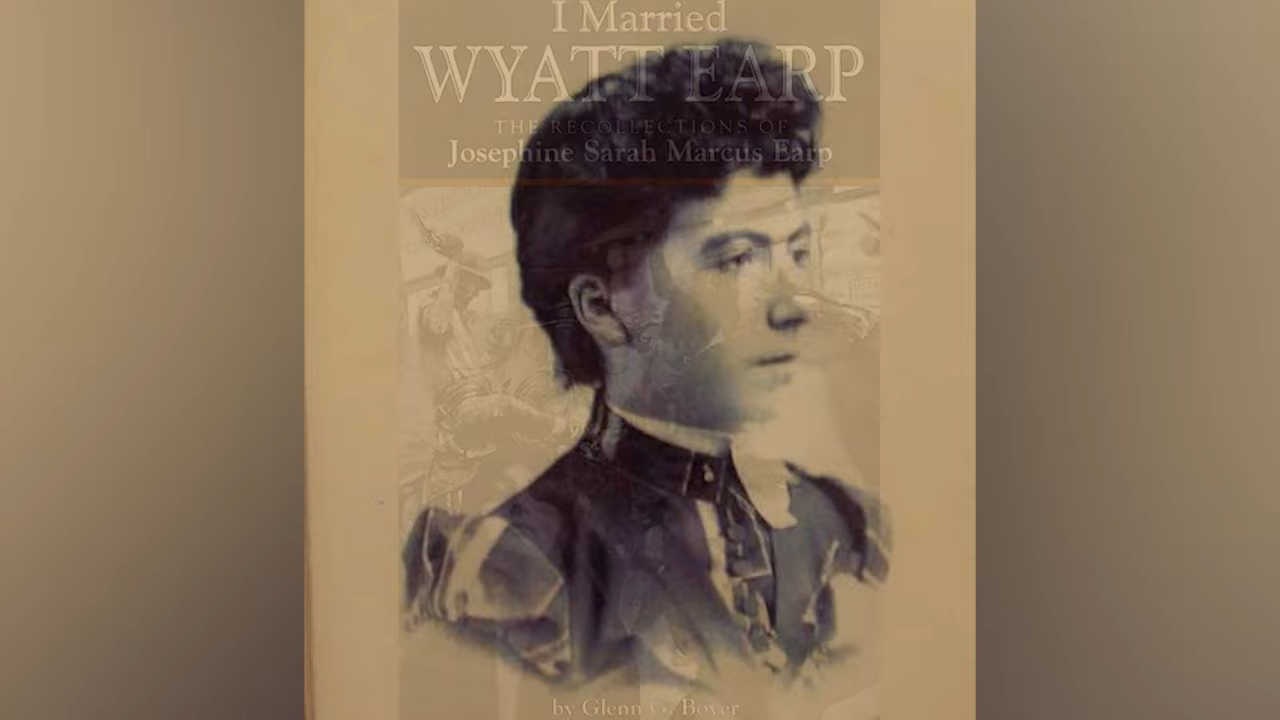 I Married
WYATT EARP
THE RECOLLECTIONS OF
Josephine Sarah Marcus Earp
by Glenn G. Boyer